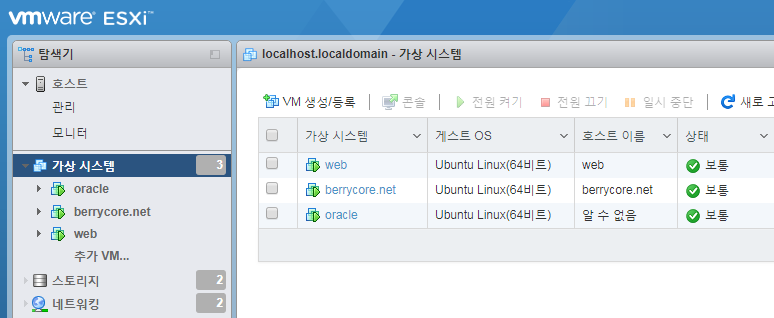 vmware ESXi™
탐색기
localhost.localdomain - 가상 시스템
호스트
관리
모니터
가상 시스템 3
oracle
berrycore.net
web
추가 VM...
스토리지 2
네트워킹 2
VM 생성/등록 콘솔 전원 켜기 전원 끄기 일시 중단 새로 고
가상 시스템 게스트 OS 호스트 이름 상태
web Ubuntu Linux(64비트) web 보통
berrycore.net Ubuntu Linux(64비트) berrycore.net 보통
oracle Ubuntu Linux(64비트) 알 수 없음 보통